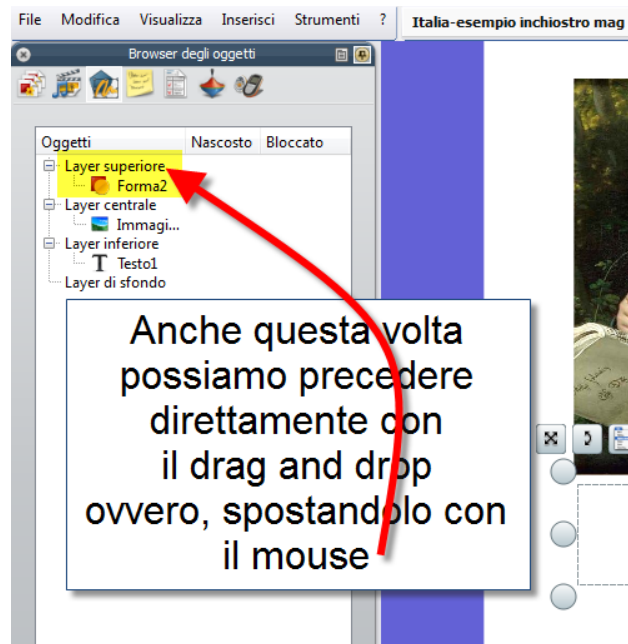 File Modifica Visualizza Inserisci Strumenti ? Italia-esempio inchiostro mag
Browser degli oggetti
Oggetti Nascosto Bloccato
Layer superiore
Forma2
Layer centrale
Immagi...
Layer inferiore
T Testo1
Layer di sfondo
Anche questa volta
possiamo precedere
direttamente con
il drag and drop
ovvero, spostandolo con
il mouse